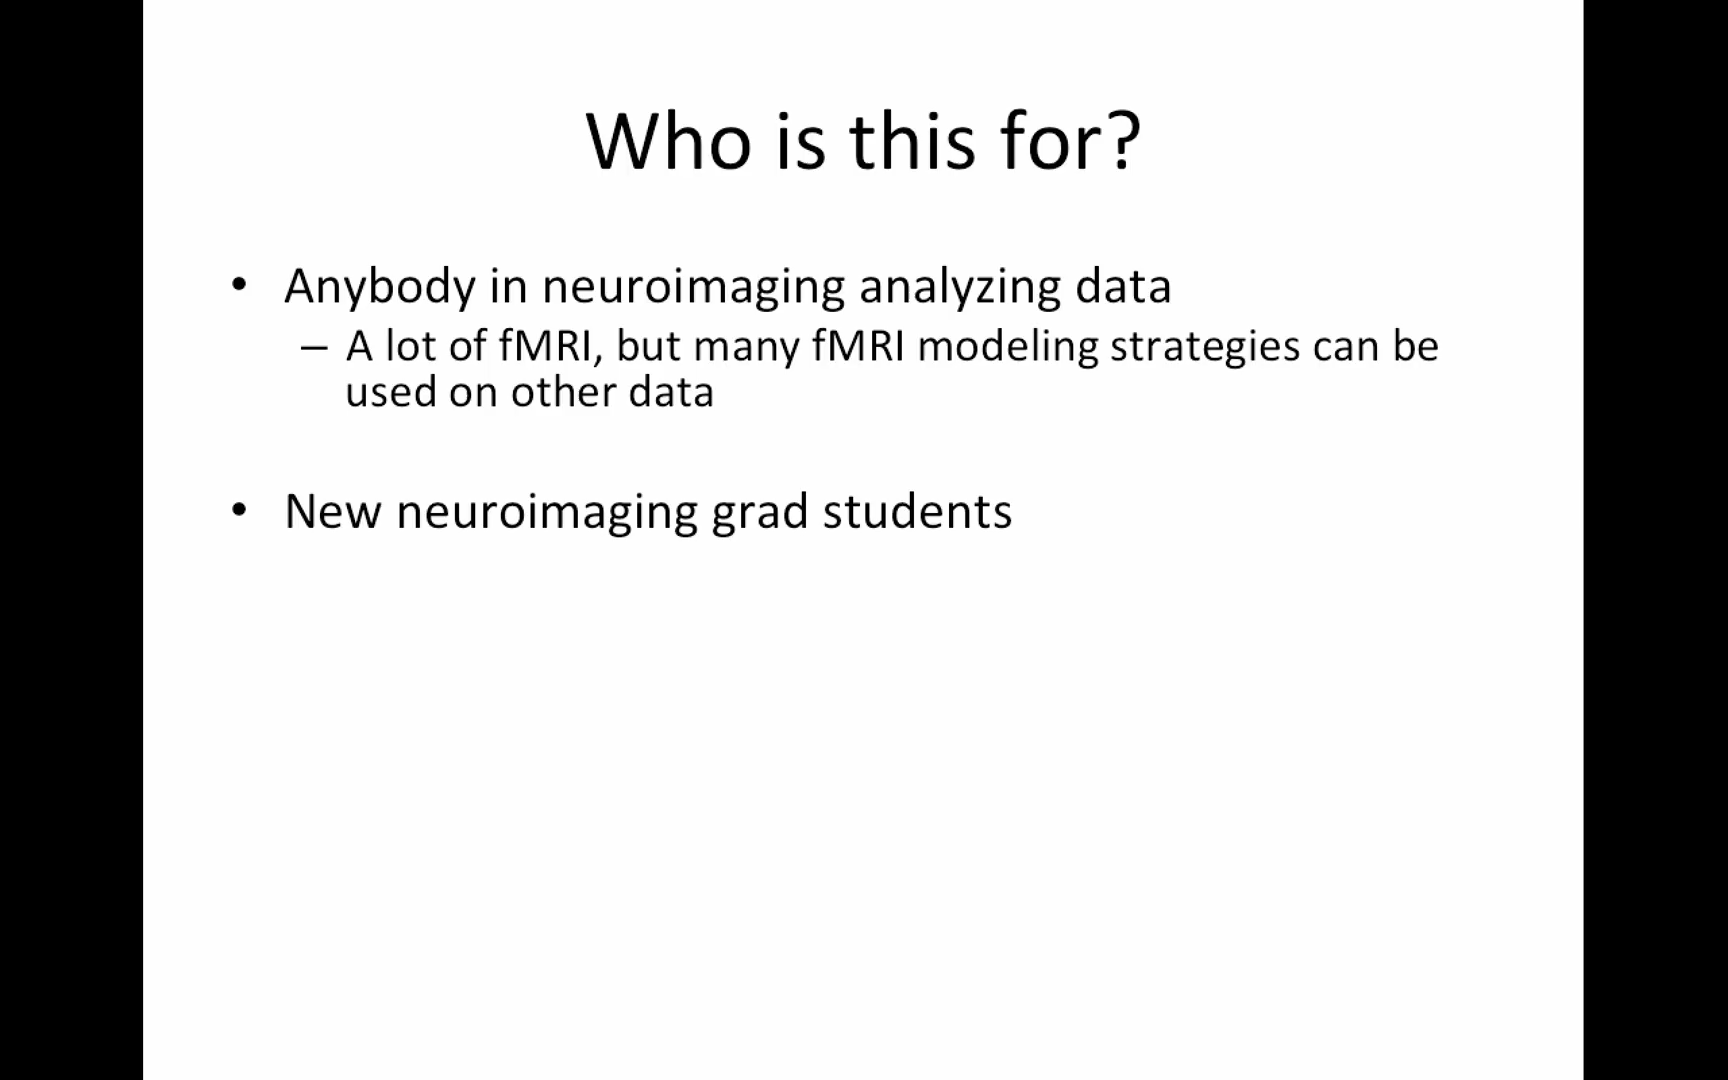 Who is this for?
• Anybody in neuroimaging analyzing data
– A lot of fMRI, but many fMRI modeling strategies can be
used on other data
• New neuroimaging grad students